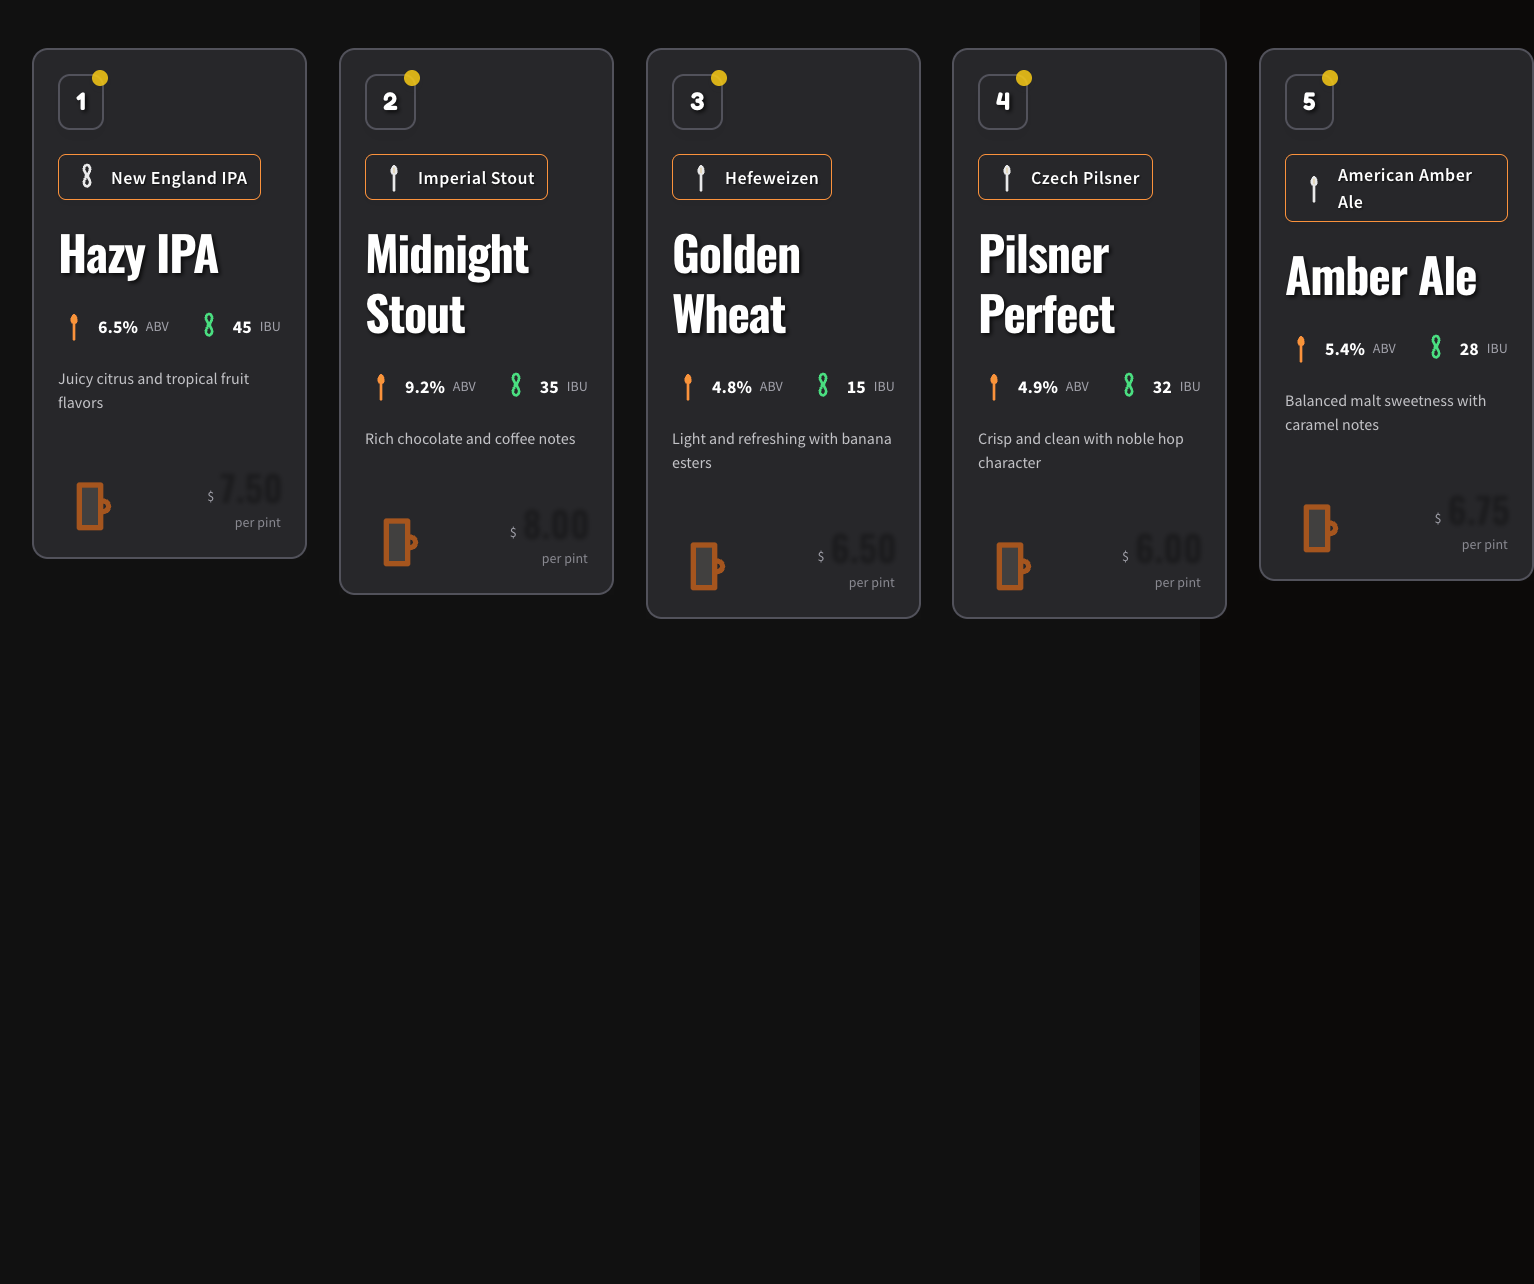 1
New England IPA
Hazy IPA
6.5% ABV 45 IBU
Juicy citrus and tropical fruit
flavors
$ 7.50
per pint
2
Imperial Stout
Midnight
Stout
9.2% ABV 35 IBU
Rich chocolate and coffee notes
$ 8.00
per pint
3
Hefeweizen
Golden
Wheat
4.8% ABV 15 IBU
Light and refreshing with banana
esters
$ 6.50
per pint
4
Czech Pilsner
Pilsner
Perfect
4.9% ABV 32 IBU
Crisp and clean with noble hop
character
$ 6.00
per pint
5
American Amber
Ale
Amber Ale
5.4% ABV 28 IBU
Balanced malt sweetness with
caramel notes
$ 6.75
per pint